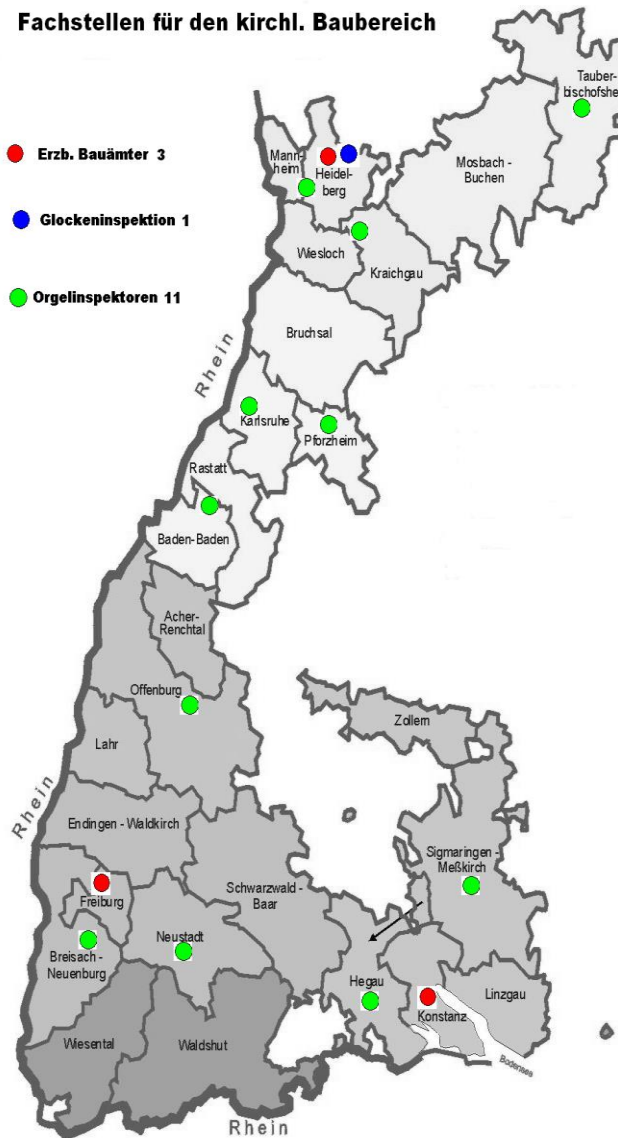 Fachstellen für den kirchl. Baubereich
Tauber-
bischofshe
Erzb. Bauämter 3
Mann-
heim
Heidel-
berg
Mosbach -
Buchen
Glockeninspektion 1
Wiesloch
Kraichgau
Orgelinspektoren 11
Bruchsal
Rhein
Karlsruhe
Pforzheim
Rastatt
Baden-Baden
Acher-
Renchtal
Offenburg
Zollern
Lahr
Rhein
Endingen - Waldkirch
Sigmaringen -
Meßkirch
Schwarzwald -
Baar
Freiburg
Neustadt
Breisach -
Neuenburg
Hegau
Linzgau
Konstanz
Wiesental
Waldshut
Bodensee
Rhein